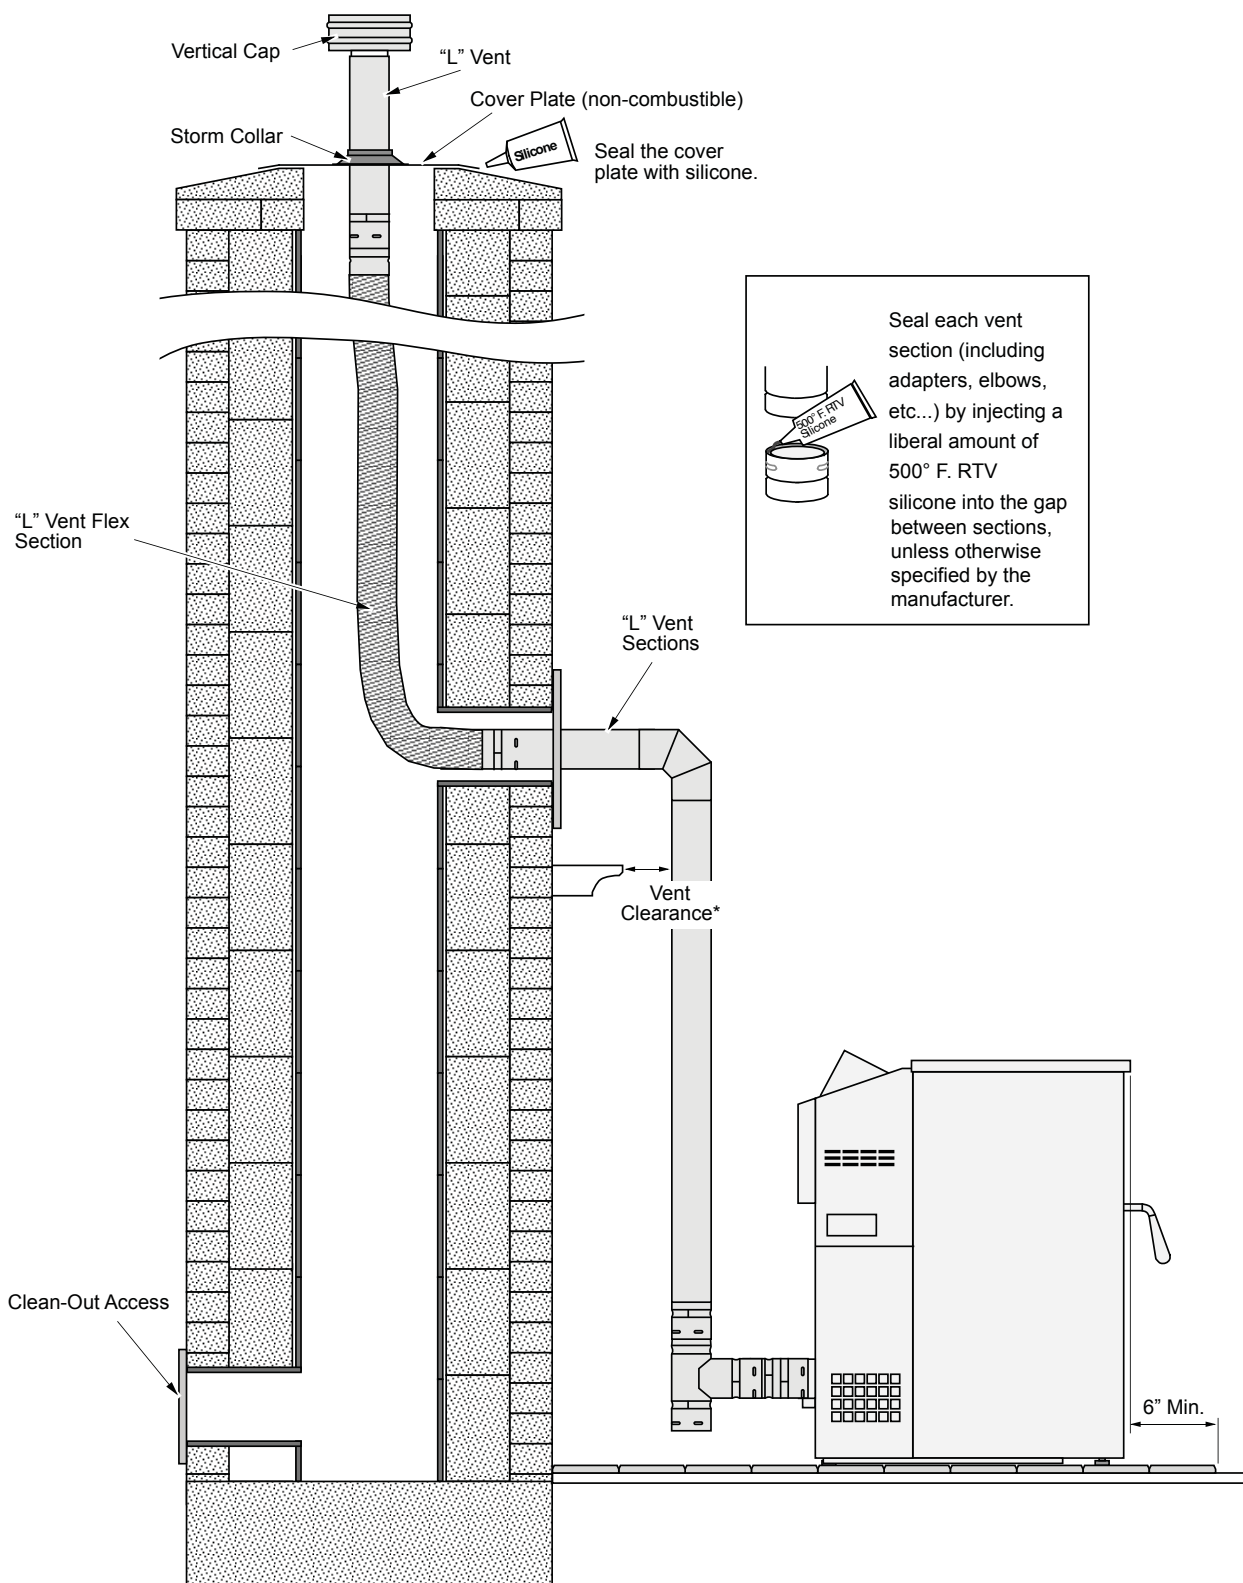 Vertical Cap
“L” Vent
Cover Plate (non-combustible)
Storm Collar
Silicone
Seal the cover
plate with silicone.
Seal each vent
section (including
adapters, elbows,
etc...) by injecting a
liberal amount of
500° F. RTV
silicone into the gap
between sections,
unless otherwise
specified by the
manufacturer.
500° F. RTV
Silicone
“L” Vent Flex
Section
“L” Vent
Sections
Vent
Clearance*
Clean-Out Access
6” Min.